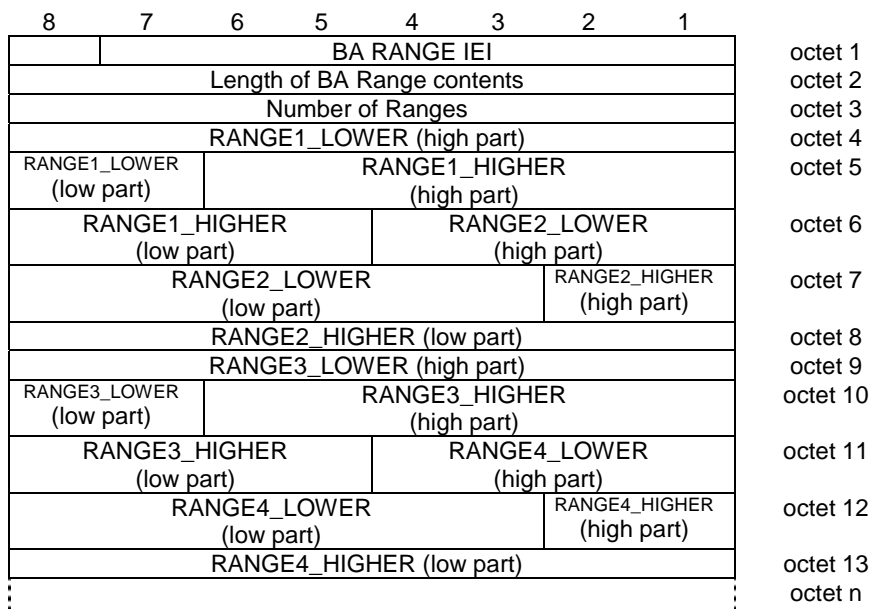 8 7 6 5 4 3 2 1
BA RANGE IEI octet 1
Length of BA Range contents octet 2
Number of Ranges octet 3
RANGE1_LOWER (high part) octet 4
RANGE1_LOWER RANGE1_HIGHER octet 5
(low part) (high part)
RANGE1_HIGHER RANGE2_LOWER octet 6
(low part) (high part)
RANGE2_LOWER RANGE2_HIGHER octet 7
(low part) (high part)
RANGE2_HIGHER (low part) octet 8
RANGE3_LOWER (high part) octet 9
RANGE3_LOWER RANGE3_HIGHER octet 10
(low part) (high part)
RANGE3_HIGHER RANGE4_LOWER octet 11
(low part) (high part)
RANGE4_LOWER RANGE4_HIGHER octet 12
(low part) (high part)
RANGE4_HIGHER (low part) octet 13
octet n